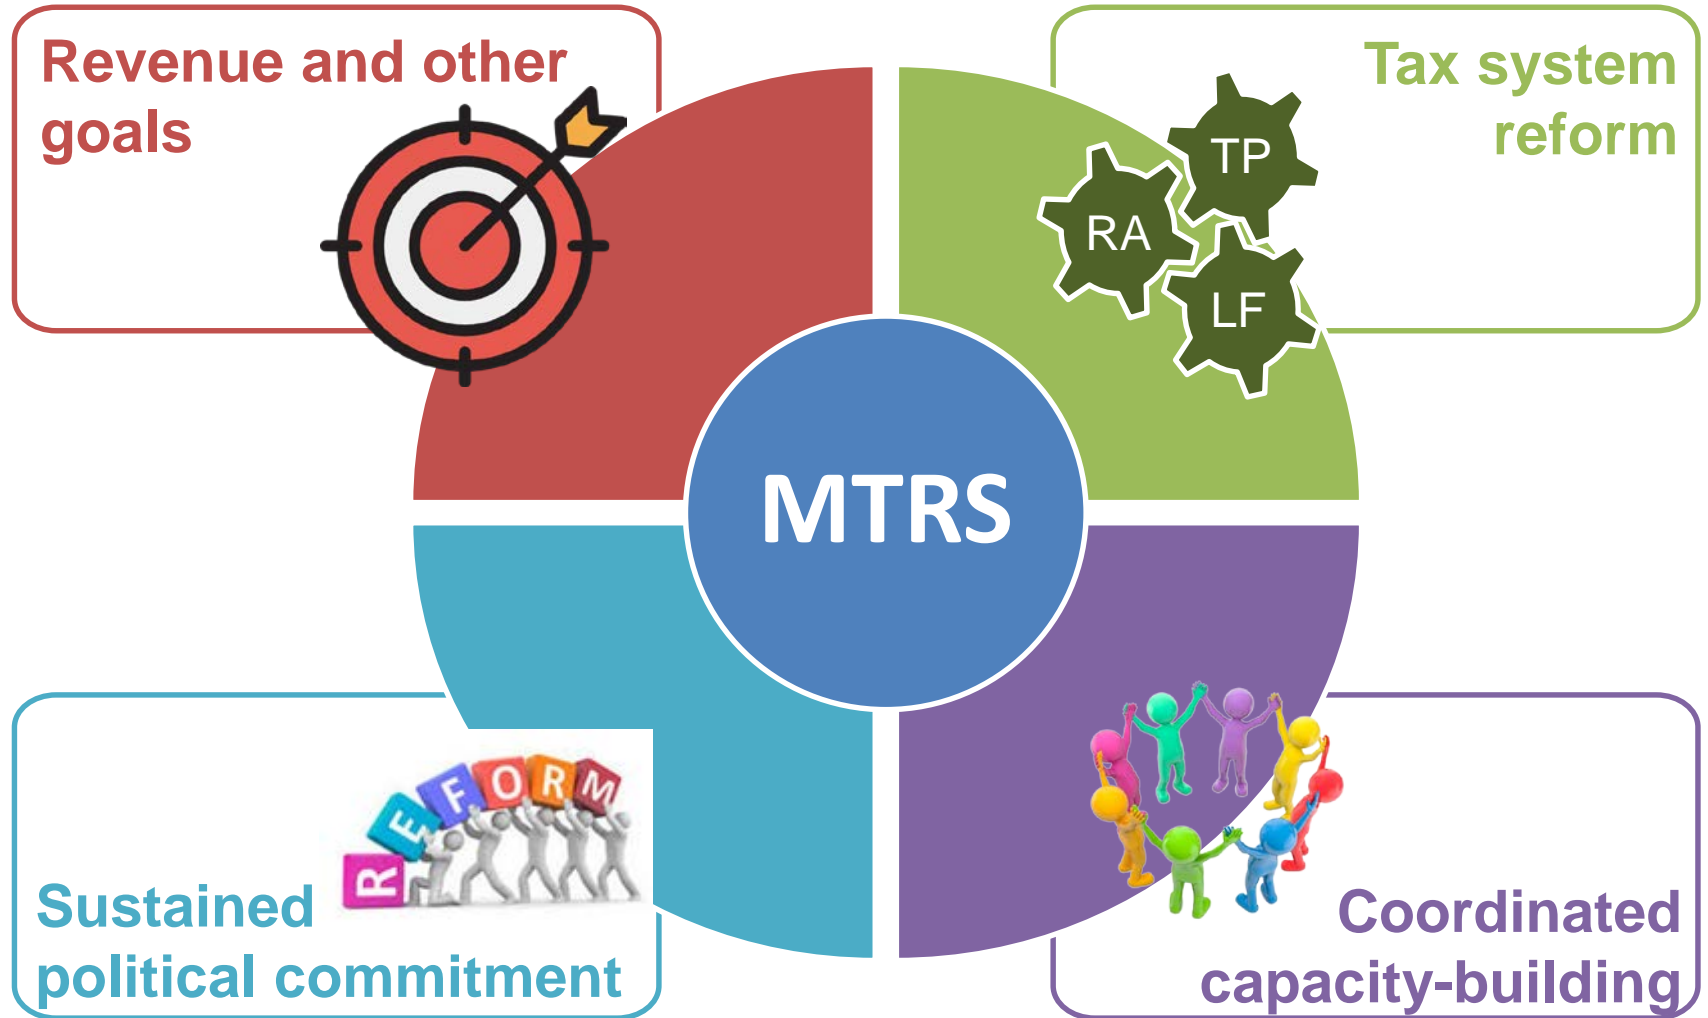 Revenue and other
goals
Tax system
reform
TP
RA
LF
MTRS
REFORM
Sustained
political commitment
Coordinated
capacity-building